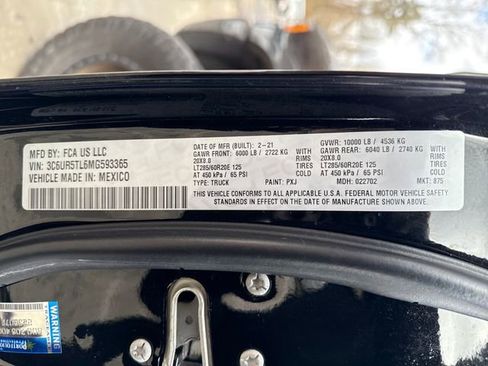 MFD BY: FCA US LLC
VIN: 3C6UR5TL6MG593365
VEHICLE MADE IN: MEXICO
DATE OF MFR (BUILT): 2-21
GAWR FRONT: 6000 LB / 2722 KG
20X8.0
LT285/60R20E 125
AT 450 kPa / 65 PSI
TYPE: TRUCK
WITH
RIMS
TIRES
COLD
PAINT: PXJ
GVWR: 10000 LB / 4536 KG
GAWR REAR: 6040 LB / 2740 KG
20X8.0
LT285/60R20E 125
AT 450 kPa / 65 PSI
MDH: 022702
WITH
RIMS
TIRES
COLD
MKT: 875
THIS VEHICLE CONFORMS TO ALL APPLICABLE U.S.A. FEDERAL MOTOR VEHICLE SAFETY
STANDARDS IN EFFECT ON THE DATE OF MANUFACTURE SHOWN ABOVE.
WARNING